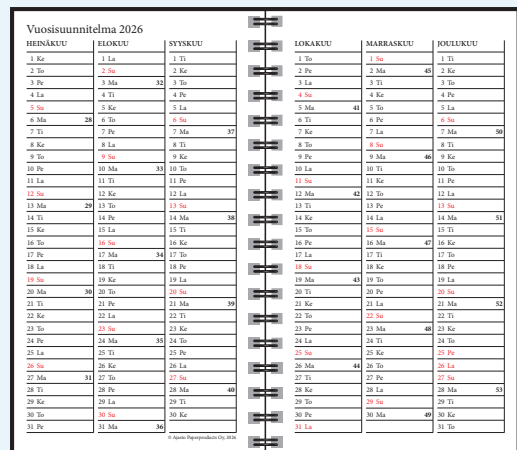 Vuosisuunnitelma 2026
HEINÄKUU
1 Ke
2 To
3 Pe
4 La
5 Su
6 Ma 28
7 Ti
8 Ke
9 To
10 Pe
11 La
12 Su
13 Ma 29
14 Ti
15 Ke
16 To
17 Pe
18 La
19 Su
20 Ma 30
21 Ti
22 Ke
23 To
24 Pe
25 La
26 Su
27 Ma 31
28 Ti
29 Ke
30 To
31 Pe
ELOKUU
1 La
2 Su
3 Ma 32
4 Ti
5 Ke
6 To
7 Pe
8 La
9 Su
10 Ma 33
11 Ti
12 Ke
13 To
14 Pe
15 La
16 Su
17 Ma 34
18 Ti
19 Ke
20 To
21 Pe
22 La
23 Su
24 Ma 35
25 Ti
26 Ke
27 To
28 Pe
29 La
30 Su
31 Ma 36
SYYSKUU
1 Ti
2 Ke
3 To
4 Pe
5 La
6 Su
7 Ma 37
8 Ti
9 Ke
10 To
11 Pe
12 La
13 Su
14 Ma 38
15 Ti
16 Ke
17 To
18 Pe
19 La
20 Su
21 Ma 39
22 Ti
23 Ke
24 To
25 Pe
26 La
27 Su
28 Ma 40
29 Ti
30 Ke
© Ajasto Paperproducts Oy, 2026
LOKAKUU
1 To
2 Pe
3 La
4 Su
5 Ma 41
6 Ti
7 Ke
8 To
9 Pe
10 La
11 Su
12 Ma 42
13 Ti
14 Ke
15 To
16 Pe
17 La
18 Su
19 Ma 43
20 Ti
21 Ke
22 To
23 Pe
24 La
25 Su
26 Ma 44
27 Ti
28 Ke
29 To
30 Pe
31 La
MARRASKUU
1 Su
2 Ma 45
3 Ti
4 Ke
5 To
6 Pe
7 La
8 Su
9 Ma 46
10 Ti
11 Ke
12 To
13 Pe
14 La
15 Su
16 Ma 47
17 Ti
18 Ke
19 To
20 Pe
21 La
22 Su
23 Ma 48
24 Ti
25 Ke
26 To
27 Pe
28 La
29 Su
30 Ma 49
JOULUKUU
1 Ti
2 Ke
3 To
4 Pe
5 La
6 Su
7 Ma 50
8 Ti
9 Ke
10 To
11 Pe
12 La
13 Su
14 Ma 51
15 Ti
16 Ke
17 To
18 Pe
19 La
20 Su
21 Ma 52
22 Ti
23 Ke
24 To
25 Pe
26 La
27 Su
28 Ma 53
29 Ti
30 Ke
31 To